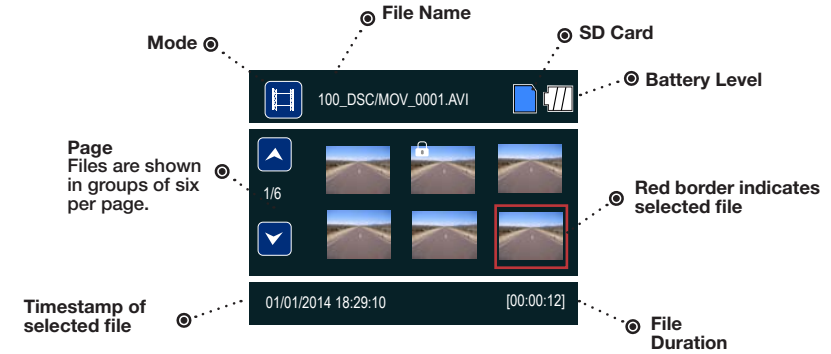 File Name
Mode
SD Card
Battery Level
100_DSC/MOV_0001.AVI
Page
Files are shown
in groups of six
per page.
1/6
Red border indicates
selected file
Timestamp of
selected file
01/01/2014 18:29:10
[00:00:12]
File
Duration